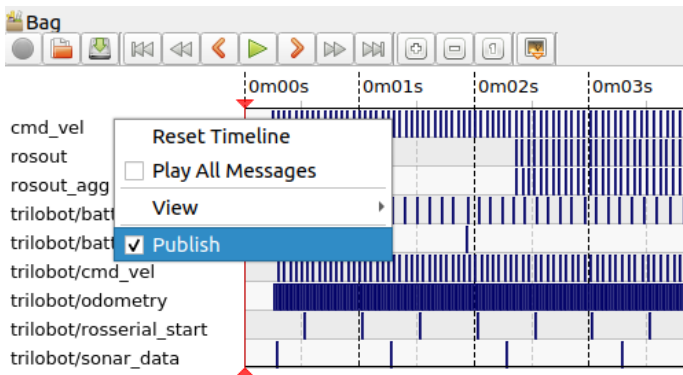 Bag
0m00s 0m01s 0m02s 0m03s
cmd_vel
Reset Timeline
rosout
Play All Messages
rosout_agg
View
trilobot/batt
trilobot/batt
Publish
trilobot/cmd_vel
trilobot/odometry
trilobot/rosserial_start
trilobot/sonar_data